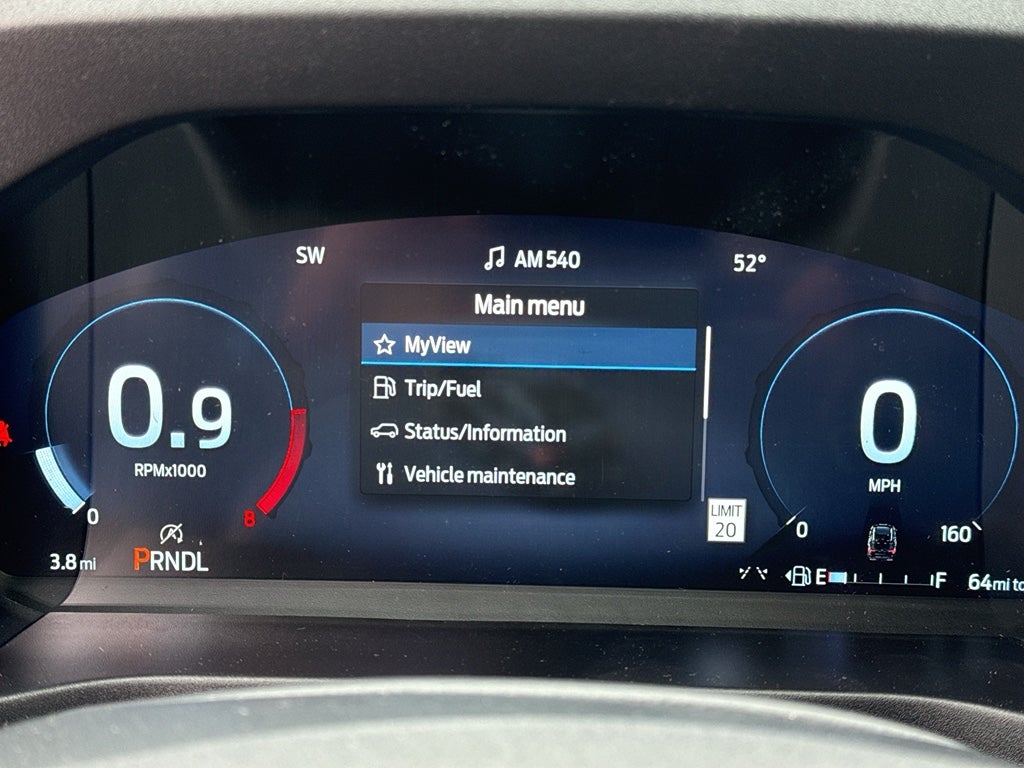 SW
AM 540
52°
Main menu
MyView
Trip/Fuel
Status/Information
Vehicle maintenance
0.9
RPMx1000
0
8
3.8 mi
PRNDL
0
MPH
0
160
LIMIT
20
E
F
64 mi to